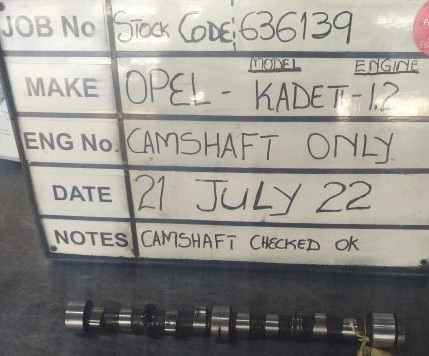 JOB No STOCK CODE: 636139
MODEL ENGINE
MAKE OPEL - KADETT - 1.2
ENG No. CAMSHAFT ONLY
DATE 21 JULY 22
NOTES CAMSHAFT CHECKED OK